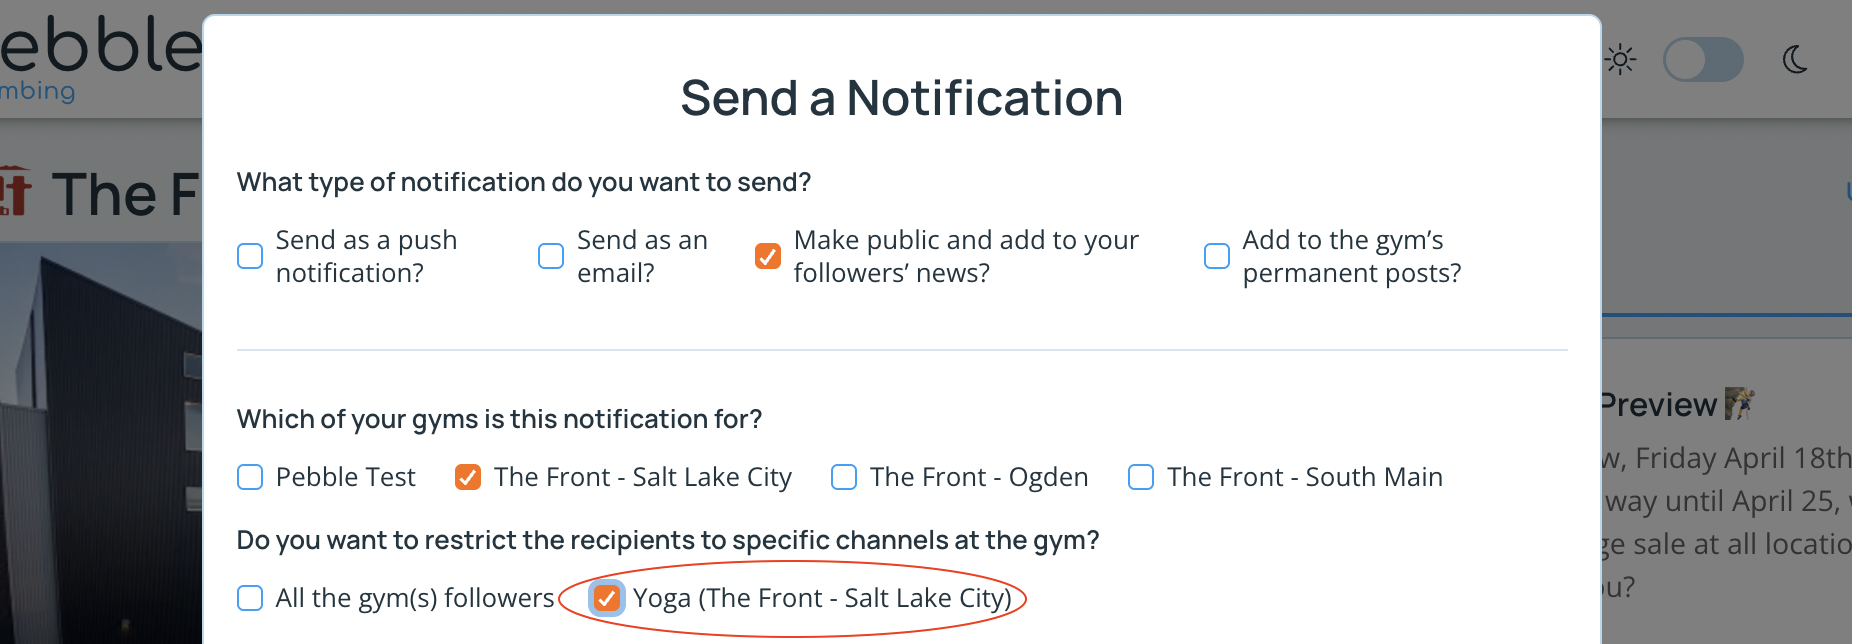 ebble
mbing
Send a Notification
The F
What type of notification do you want to send?
Send as a push
notification?
Send as an
email?
Make public and add to your
followers’ news?
Add to the gym’s
permanent posts?
Which of your gyms is this notification for?
Pebble Test
The Front - Salt Lake City
The Front - Ogden
The Front - South Main
Do you want to restrict the recipients to specific channels at the gym?
All the gym(s) followers
Yoga (The Front - Salt Lake City)
Preview
w, Friday April 18th
way until April 25,
ge sale at all locatio
ou?